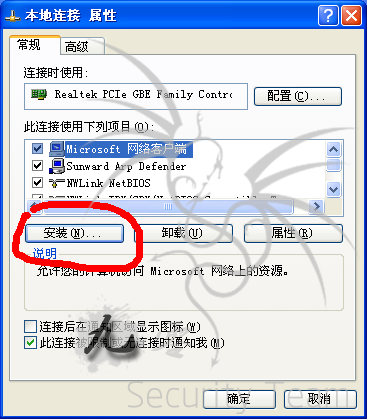 本地连接 属性
常规 高级
连接时使用:
Realtek PCIe GBE Family Contro
配置(C)...
此连接使用下列项目(O):
Microsoft 网络客户端
Sunward Arp Defender
NWLink NetBIOS
安装(N)... 卸载(U) 属性(R)
说明
允许您的计算机访问 Microsoft 网络上的资源。
连接后在通知区域显示图标(W)
此连接被限制或无连接时通知我(M)
九
确定 取消
Security Team